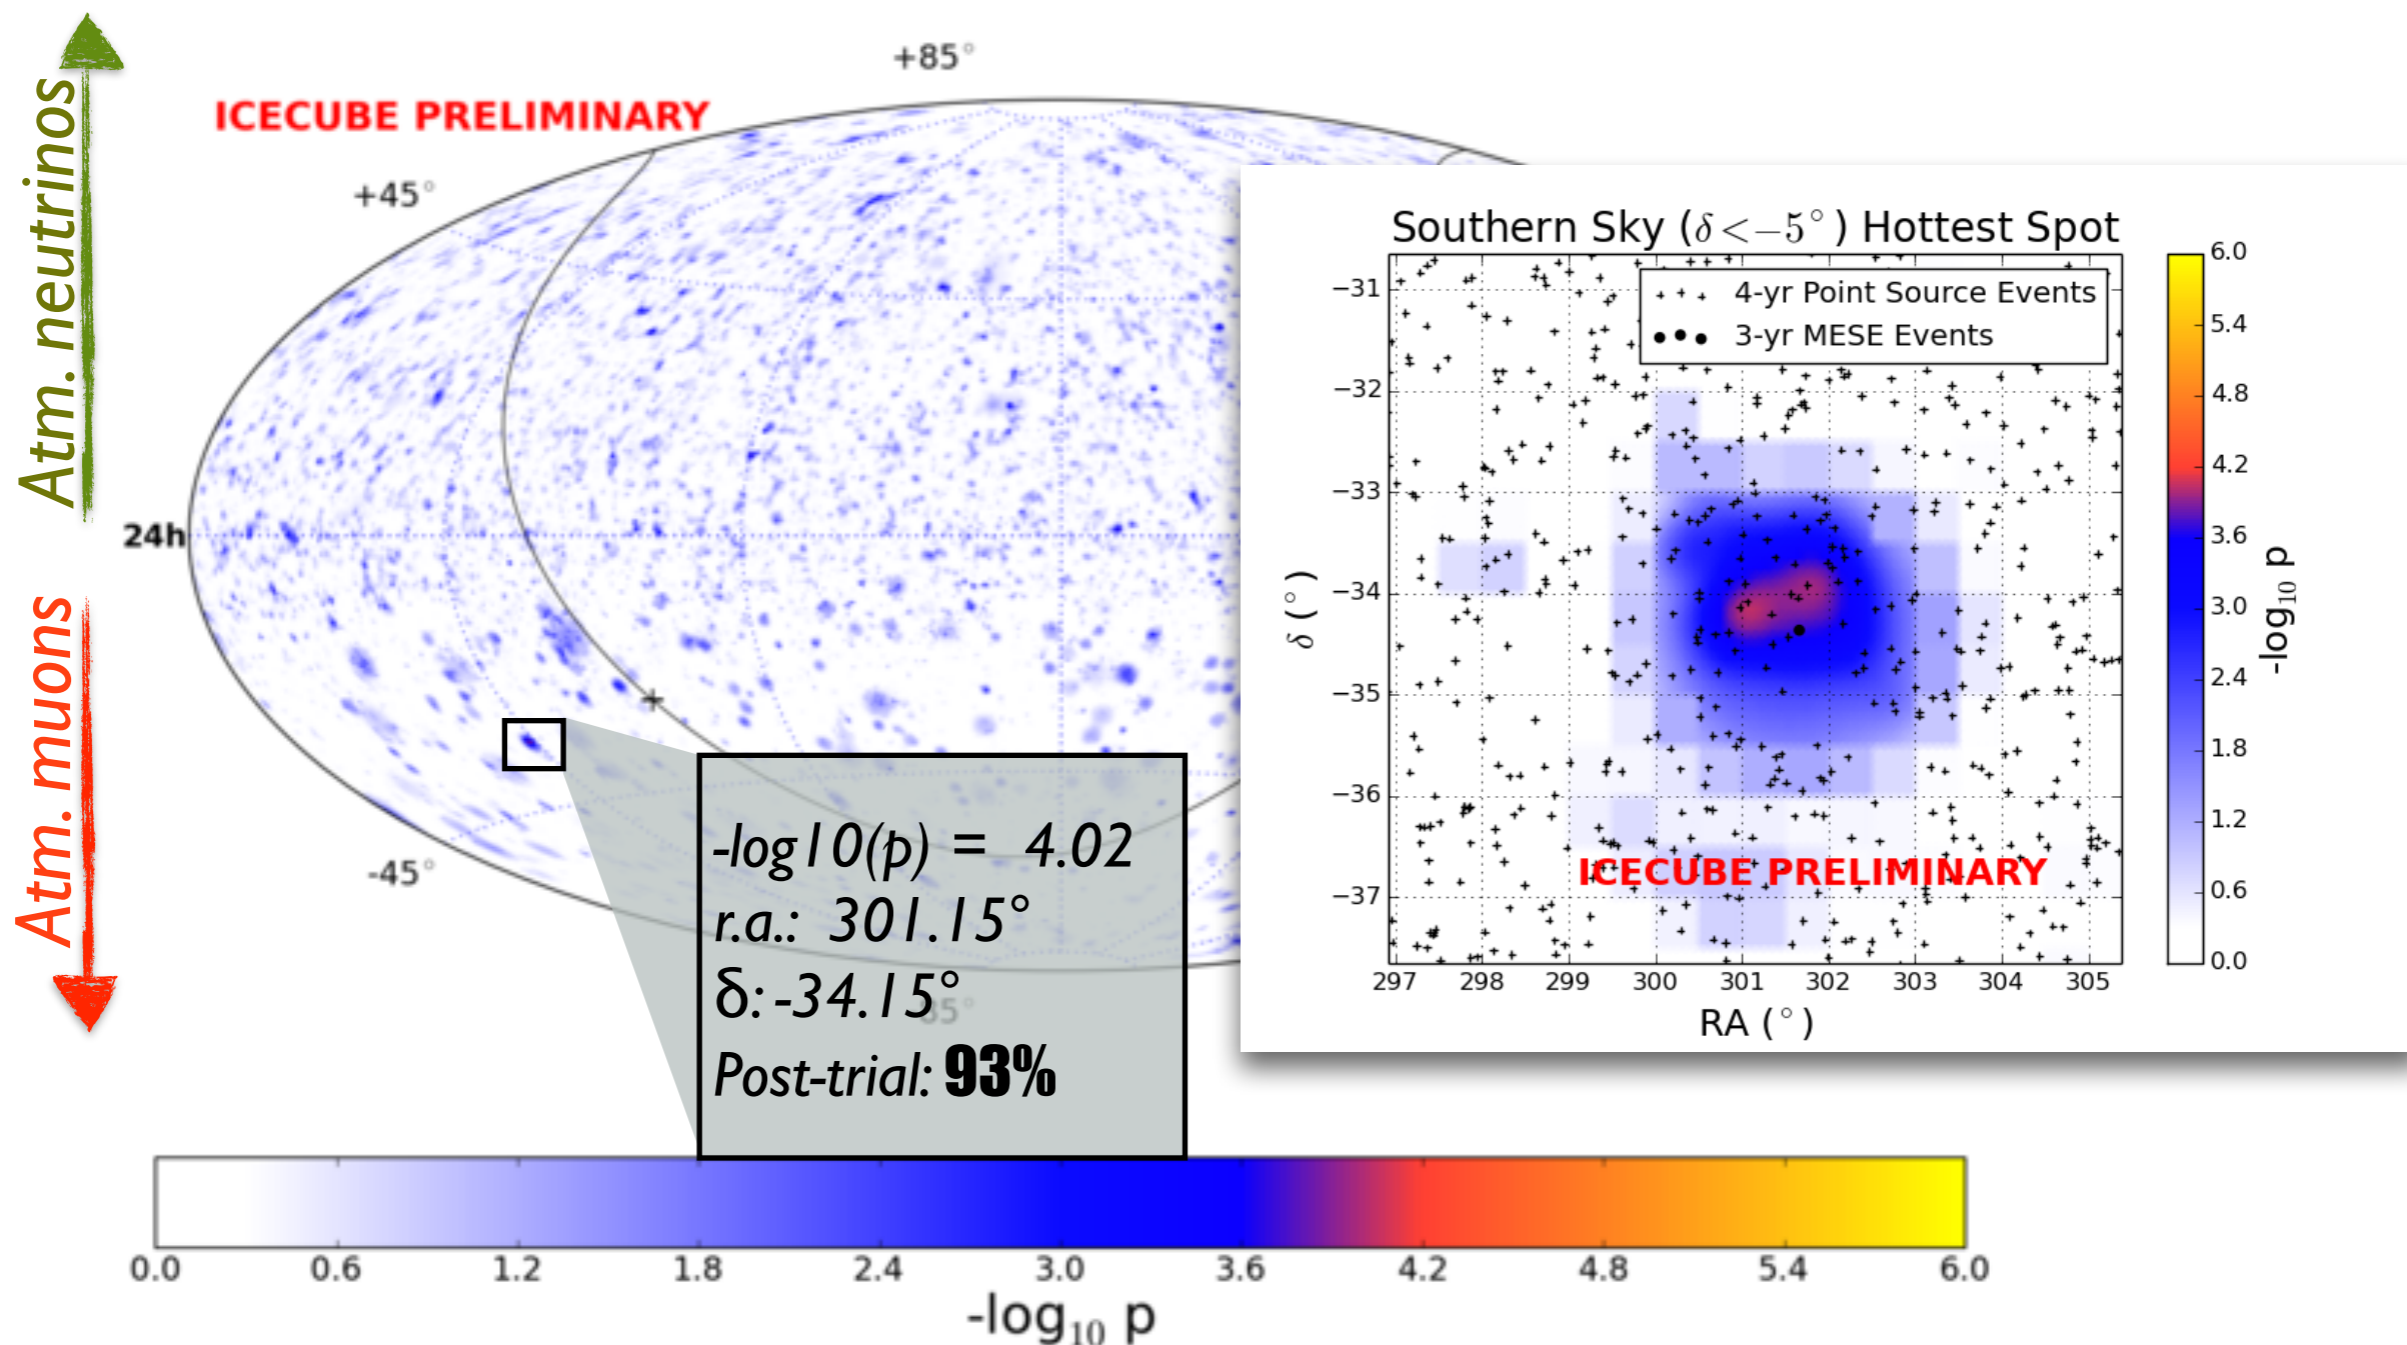 Atm. neutrinos
Atm. muons
ICECUBE PRELIMINARY
+85°
+45°
24h
-45°
85°
-log10(p) = 4.02
r.a.: 301.15°
δ: -34.15°
Post-trial: 93%
Southern Sky (δ<−5°) Hottest Spot
4-yr Point Source Events
3-yr MESE Events
−31
−32
−33
−34
−35
−36
−37
δ (°)
ICECUBE PRELIMINARY
297 298 299 300 301 302 303 304 305
RA (°)
6.0
5.4
4.8
4.2
3.6
3.0
2.4
1.8
1.2
0.6
0.0
-log₁₀ p
0.0 0.6 1.2 1.8 2.4 3.0 3.6 4.2 4.8 5.4 6.0
-log₁₀ p